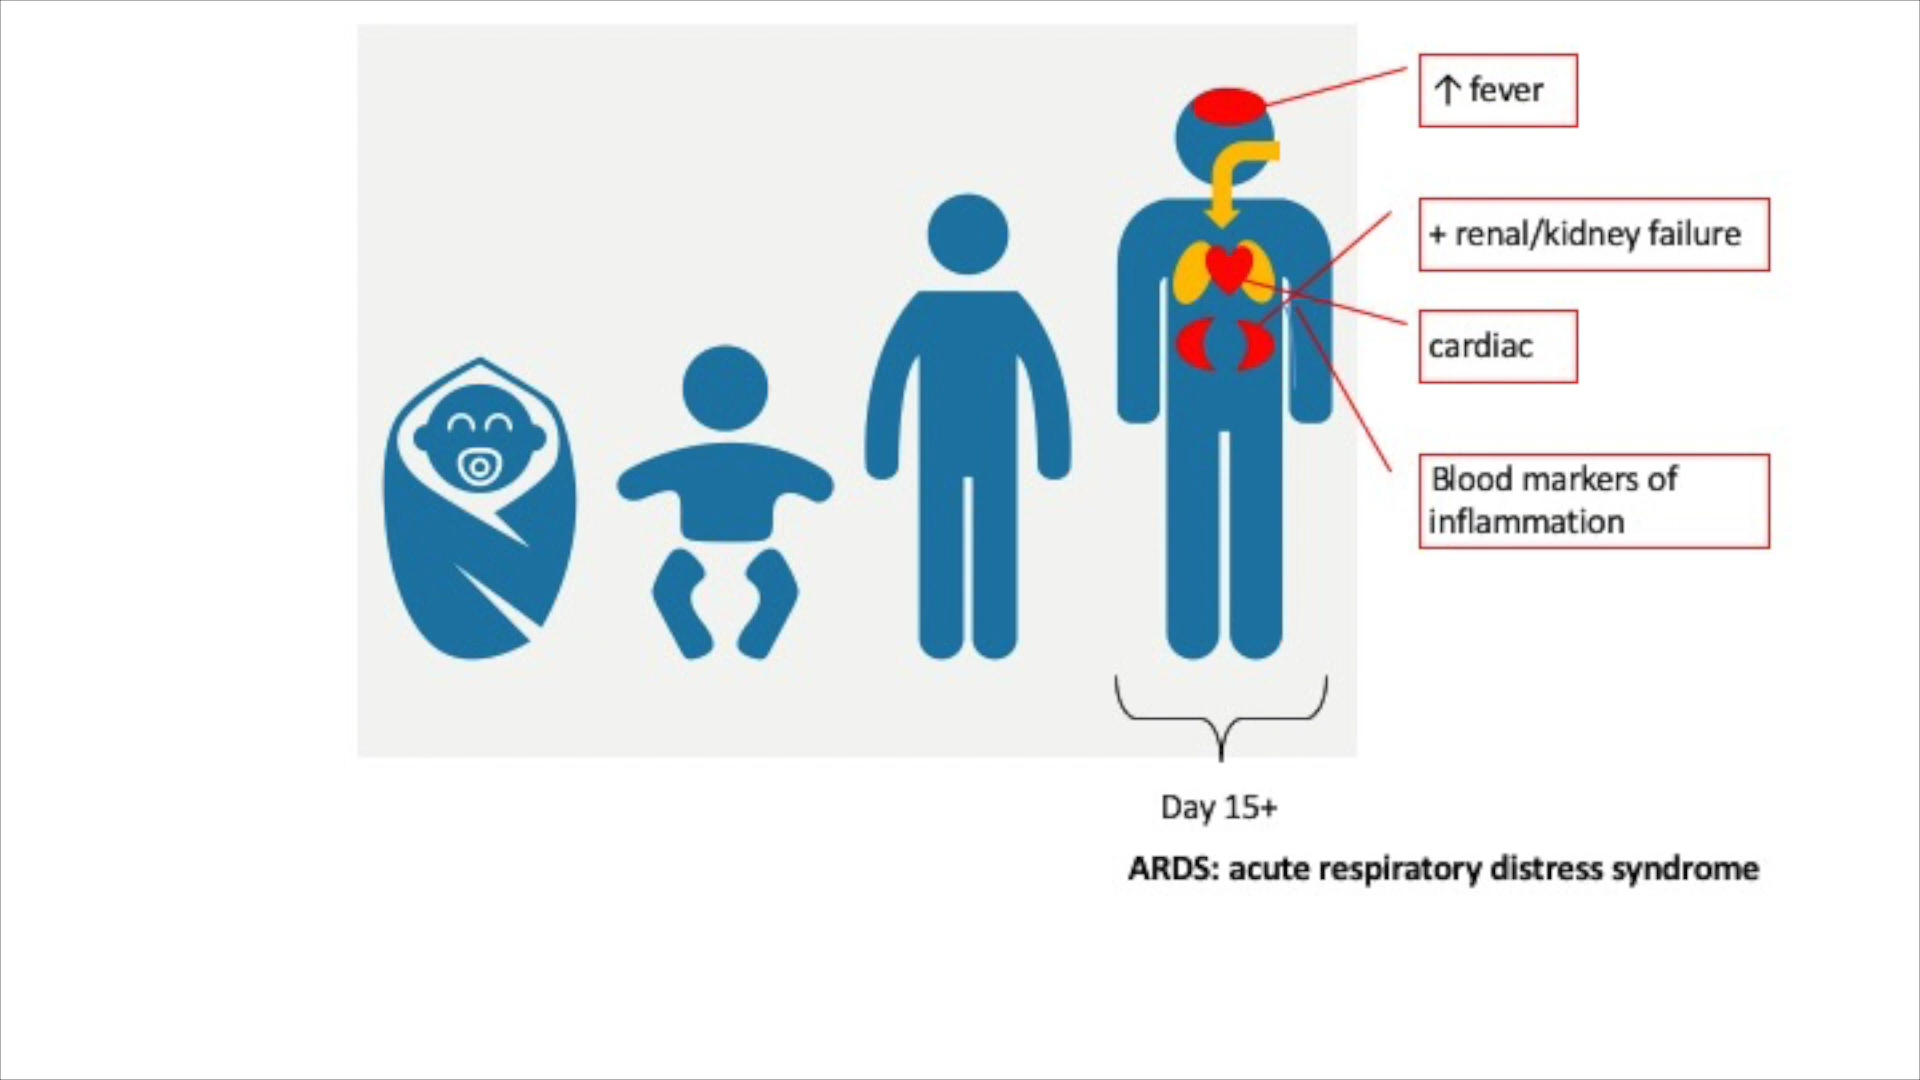 ↑ fever
+ renal/kidney failure
cardiac
Blood markers of
inflammation
Day 15+
ARDS: acute respiratory distress syndrome